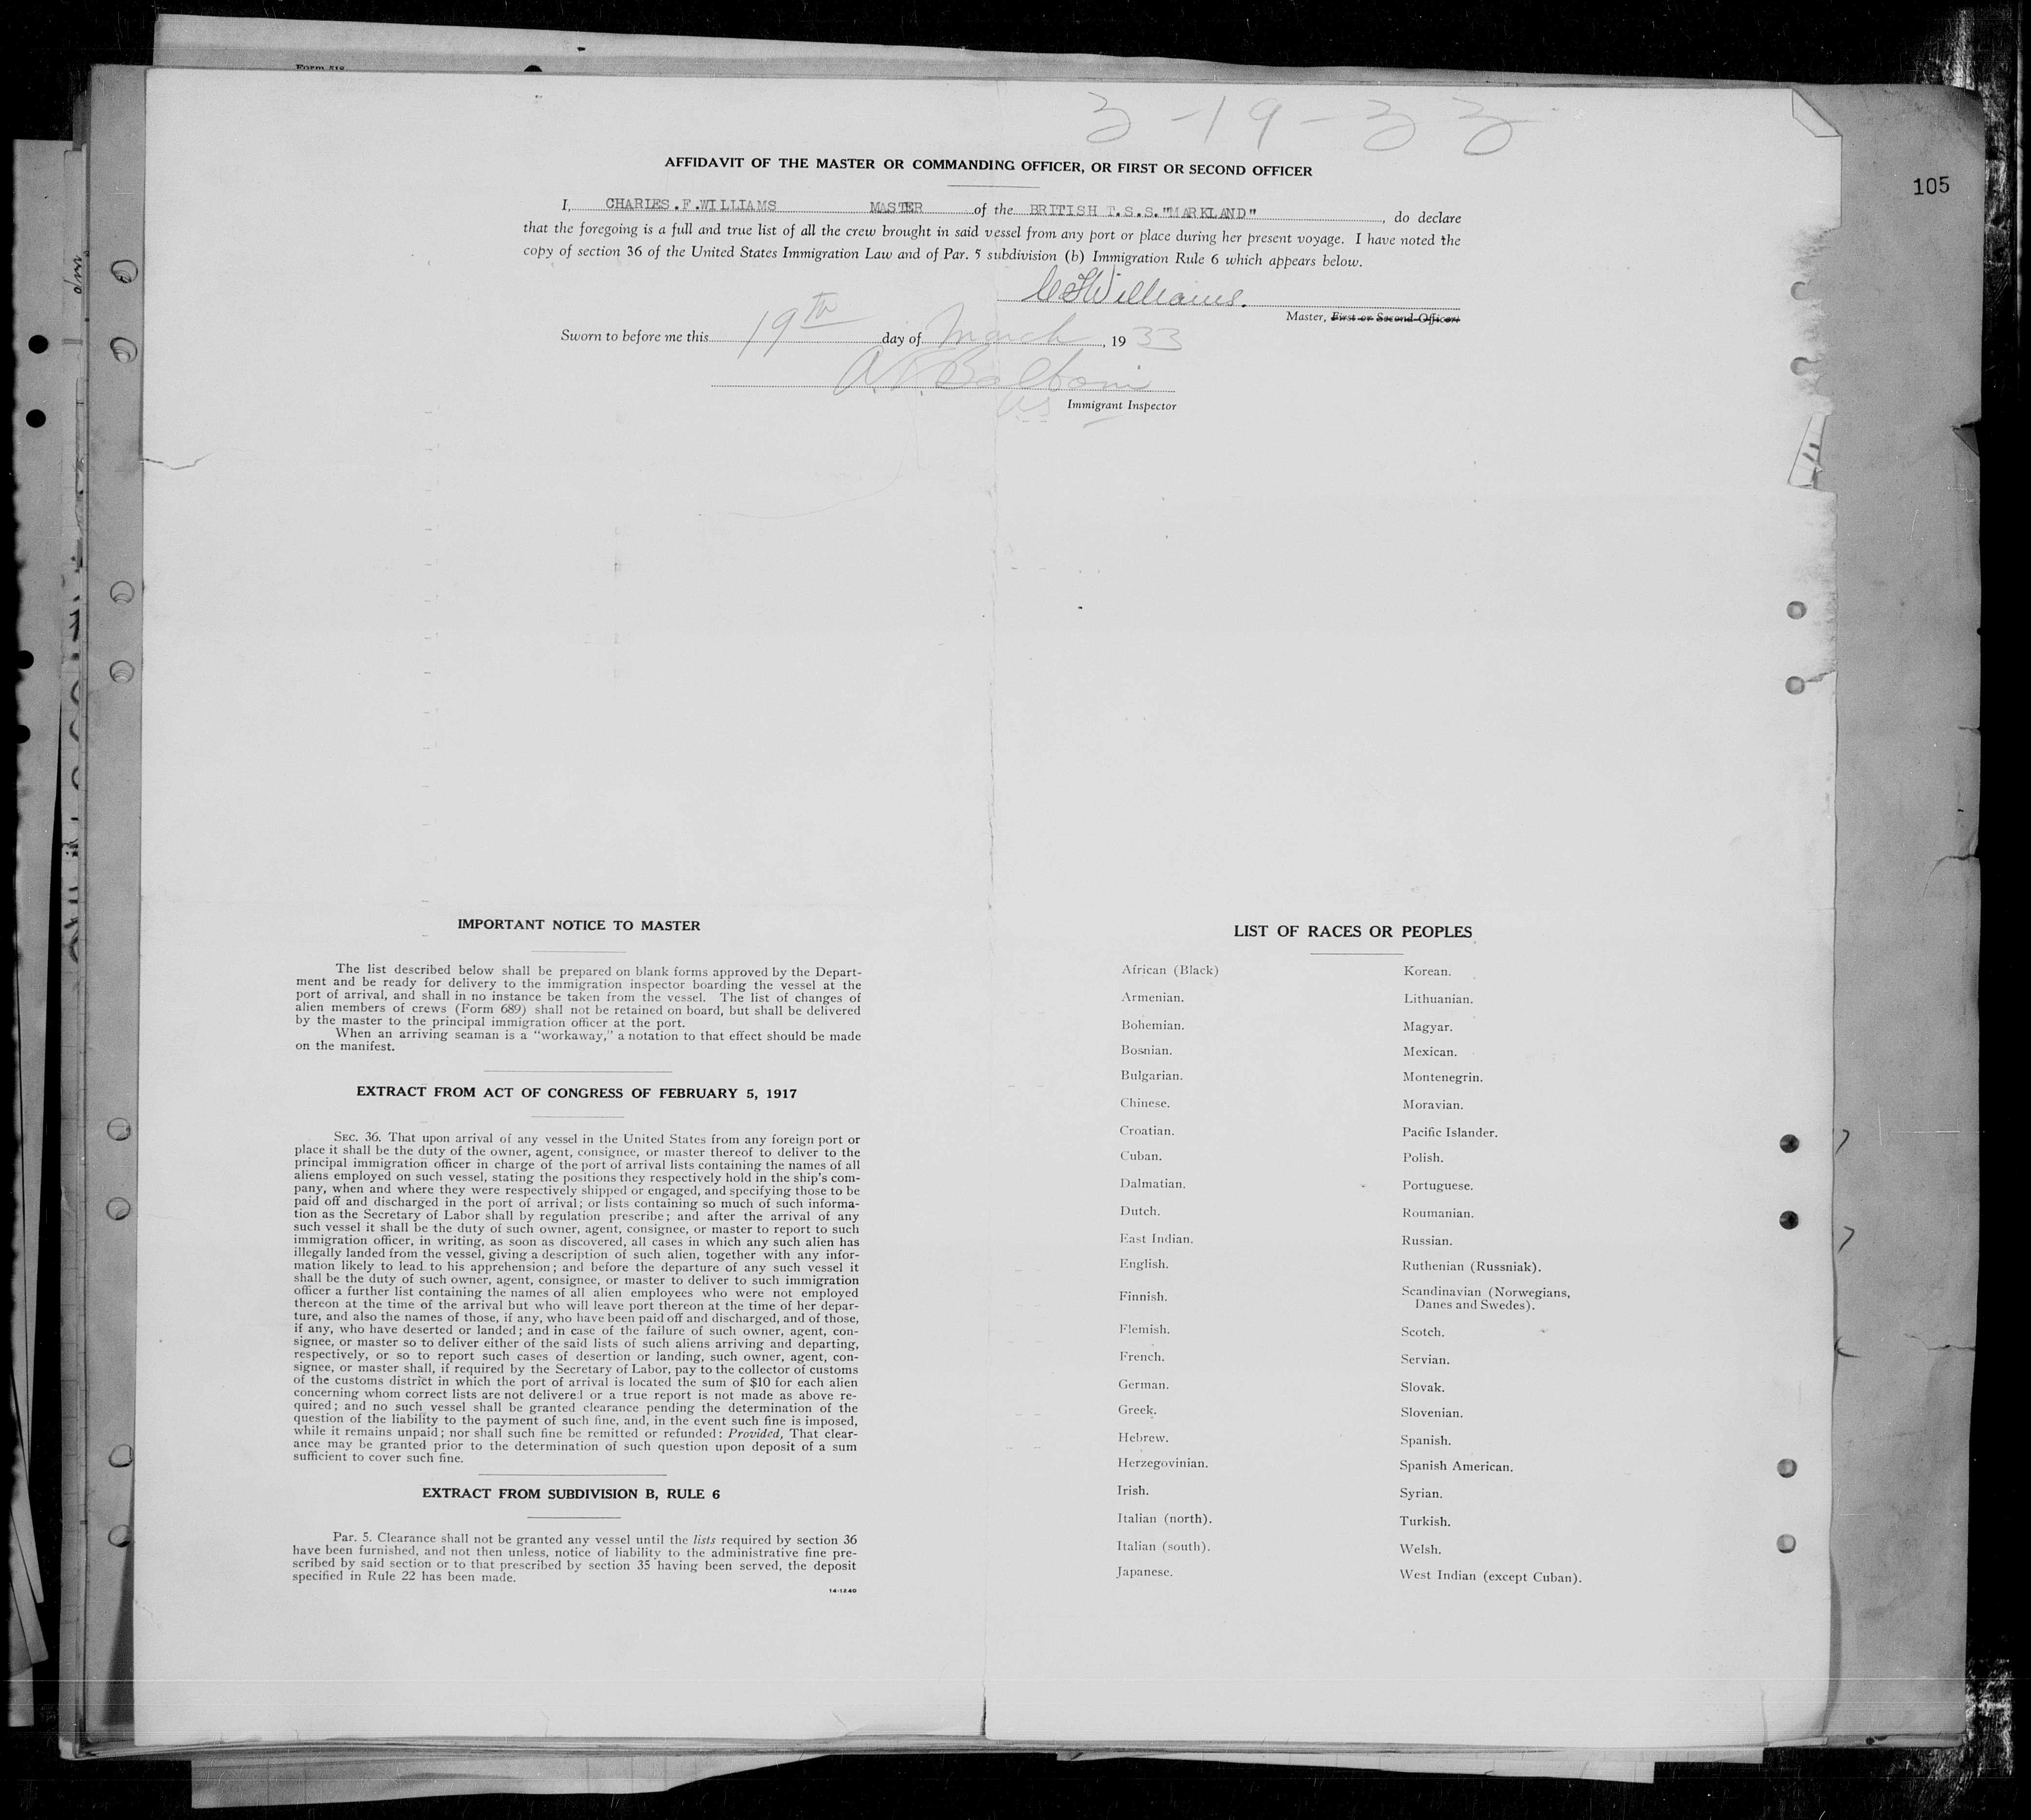 Form 518
3-19-33
AFFIDAVIT OF THE MASTER OR COMMANDING OFFICER, OR FIRST OR SECOND OFFICER
105
I, CHARLES.F.WILLIAMS MASTER of the BRITISH T.S.S."MARKLAND", do declare
that the foregoing is a full and true list of all the crew brought in said vessel from any port or place during her present voyage. I have noted the
copy of section 36 of the United States Immigration Law and of Par. 5 subdivision (b) Immigration Rule 6 which appears below.
C F Williams.
Master, First or Second Officer
Sworn to before me this 19th day of March, 1933
US Immigrant Inspector
IMPORTANT NOTICE TO MASTER
The list described below shall be prepared on blank forms approved by the Depart-
ment and be ready for delivery to the immigration inspector boarding the vessel at the
port of arrival, and shall in no instance be taken from the vessel. The list of changes of
alien members of crews (Form 689) shall not be retained on board, but shall be delivered
by the master to the principal immigration officer at the port.
When an arriving seaman is a "workaway," a notation to that effect should be made
on the manifest.
EXTRACT FROM ACT OF CONGRESS OF FEBRUARY 5, 1917
SEC. 36. That upon arrival of any vessel in the United States from any foreign port or
place it shall be the duty of the owner, agent, consignee, or master thereof to deliver to the
principal immigration officer in charge of the port of arrival lists containing the names of all
aliens employed on such vessel, stating the positions they respectively hold in the ship's com-
pany, when and where they were respectively shipped or engaged, and specifying those to be
paid off and discharged in the port of arrival; or lists containing so much of such informa-
tion as the Secretary of Labor shall by regulation prescribe; and after the arrival of any
such vessel it shall be the duty of such owner, agent, consignee, or master to report to such
immigration officer, in writing, as soon as discovered, all cases in which any such alien has
illegally landed from the vessel, giving a description of such alien, together with any infor-
mation likely to lead to his apprehension; and before the departure of any such vessel it
shall be the duty of such owner, agent, consignee, or master to deliver to such immigration
officer a further list containing the names of all alien employees who were not employed
thereon at the time of the arrival but who will leave port thereon at the time of her depar-
ture, and also the names of those, if any, who have been paid off and discharged, and of those,
if any, who have deserted or landed; and in case of the failure of such owner, agent, con-
signee, or master so to deliver either of the said lists of such aliens arriving and departing,
respectively, or so to report such cases of desertion or landing, such owner, agent, con-
signee, or master shall, if required by the Secretary of Labor, pay to the collector of customs
of the customs district in which the port of arrival is located the sum of $10 for each alien
concerning whom correct lists are not delivered or a true report is not made as above re-
quired; and no such vessel shall be granted clearance pending the determination of the
question of the liability to the payment of such fine, and, in the event such fine is imposed,
while it remains unpaid; nor shall such fine be remitted or refunded: Provided, That clear-
ance may be granted prior to the determination of such question upon deposit of a sum
sufficient to cover such fine.
EXTRACT FROM SUBDIVISION B, RULE 6
Par. 5. Clearance shall not be granted any vessel until the lists required by section 36
have been furnished, and not then unless, notice of liability to the administrative fine pre-
scribed by said section or to that prescribed by section 35 having been served, the deposit
specified in Rule 22 has been made.
14-1240
LIST OF RACES OR PEOPLES
African (Black)
Armenian.
Bohemian.
Bosnian.
Bulgarian.
Chinese.
Croatian.
Cuban.
Dalmatian.
Dutch.
East Indian.
English.
Finnish.
Flemish.
French.
German.
Greek.
Hebrew.
Herzegovinian.
Irish.
Italian (north).
Italian (south).
Japanese.
Korean.
Lithuanian.
Magyar.
Mexican.
Montenegrin.
Moravian.
Pacific Islander.
Polish.
Portuguese.
Roumanian.
Russian.
Ruthenian (Russniak).
Scandinavian (Norwegians,
Danes and Swedes).
Scotch.
Servian.
Slovak.
Slovenian.
Spanish.
Spanish American.
Syrian.
Turkish.
Welsh.
West Indian (except Cuban).